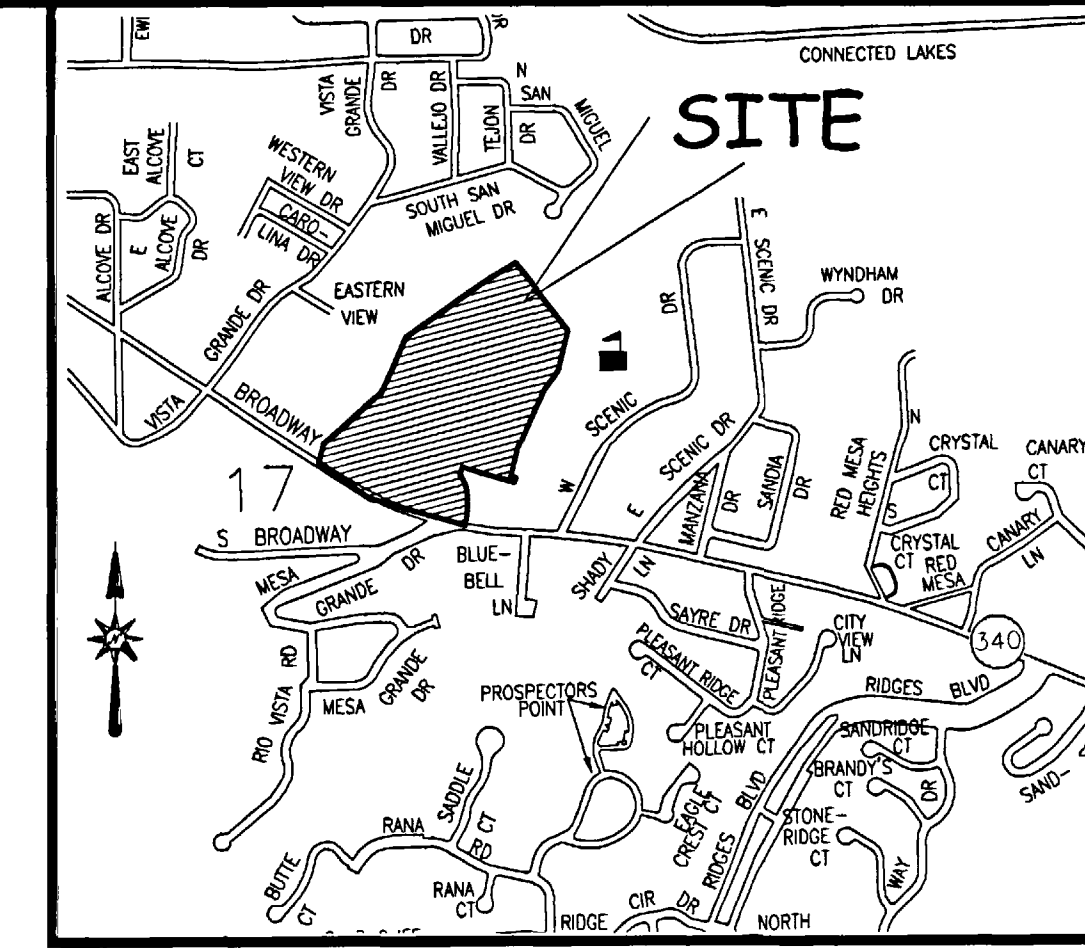 EWI
DR
DR
CONNECTED LAKES
VISTA
GRANDE
DR
VALLEJO DR
TEJON
DR
N
SAN
MIGUEL
SITE
EAST
ALCOVE
CT
WESTERN
VIEW DR
CARO-
LINA DR
SOUTH SAN
MIGUEL DR
ALCOVE DR
E
ALCOVE
DR
EASTERN
VIEW
E SCENIC DR
WYNDHAM
DR
VISTA
GRANDE DR
BROADWAY
W
SCENIC
DR
E
SCENIC DR
MANZANA
DR
SANDIA
DR
RED MESA
HEIGHTS
N
CRYSTAL
CT
S
CANARY
CT
17
S BROADWAY
MESA
GRANDE
DR
BLUE-
BELL
LN
SHADY
LN
CRYSTAL
CT
RED
MESA
CANARY
LN
SAYRE DR
PLEASANT RIDGE
CITY
VIEW
LN
340
RIO VISTA RD
MESA
GRANDE
DR
PLEASANT RIDGE
CT
PROSPECTORS
POINT
PLEASANT
HOLLOW CT
RIDGES BLVD
SANDRIDGE
CT
BRANDY'S
CT
DR
SAND-
SADDLE
CT
RANA
RD
EAGLE
CREST CT
RIDGES BLVD
STONE-
RIDGE
CT
WAY
BUTTE
CT
RANA
CT
RIDGE
CIR DR
NORTH